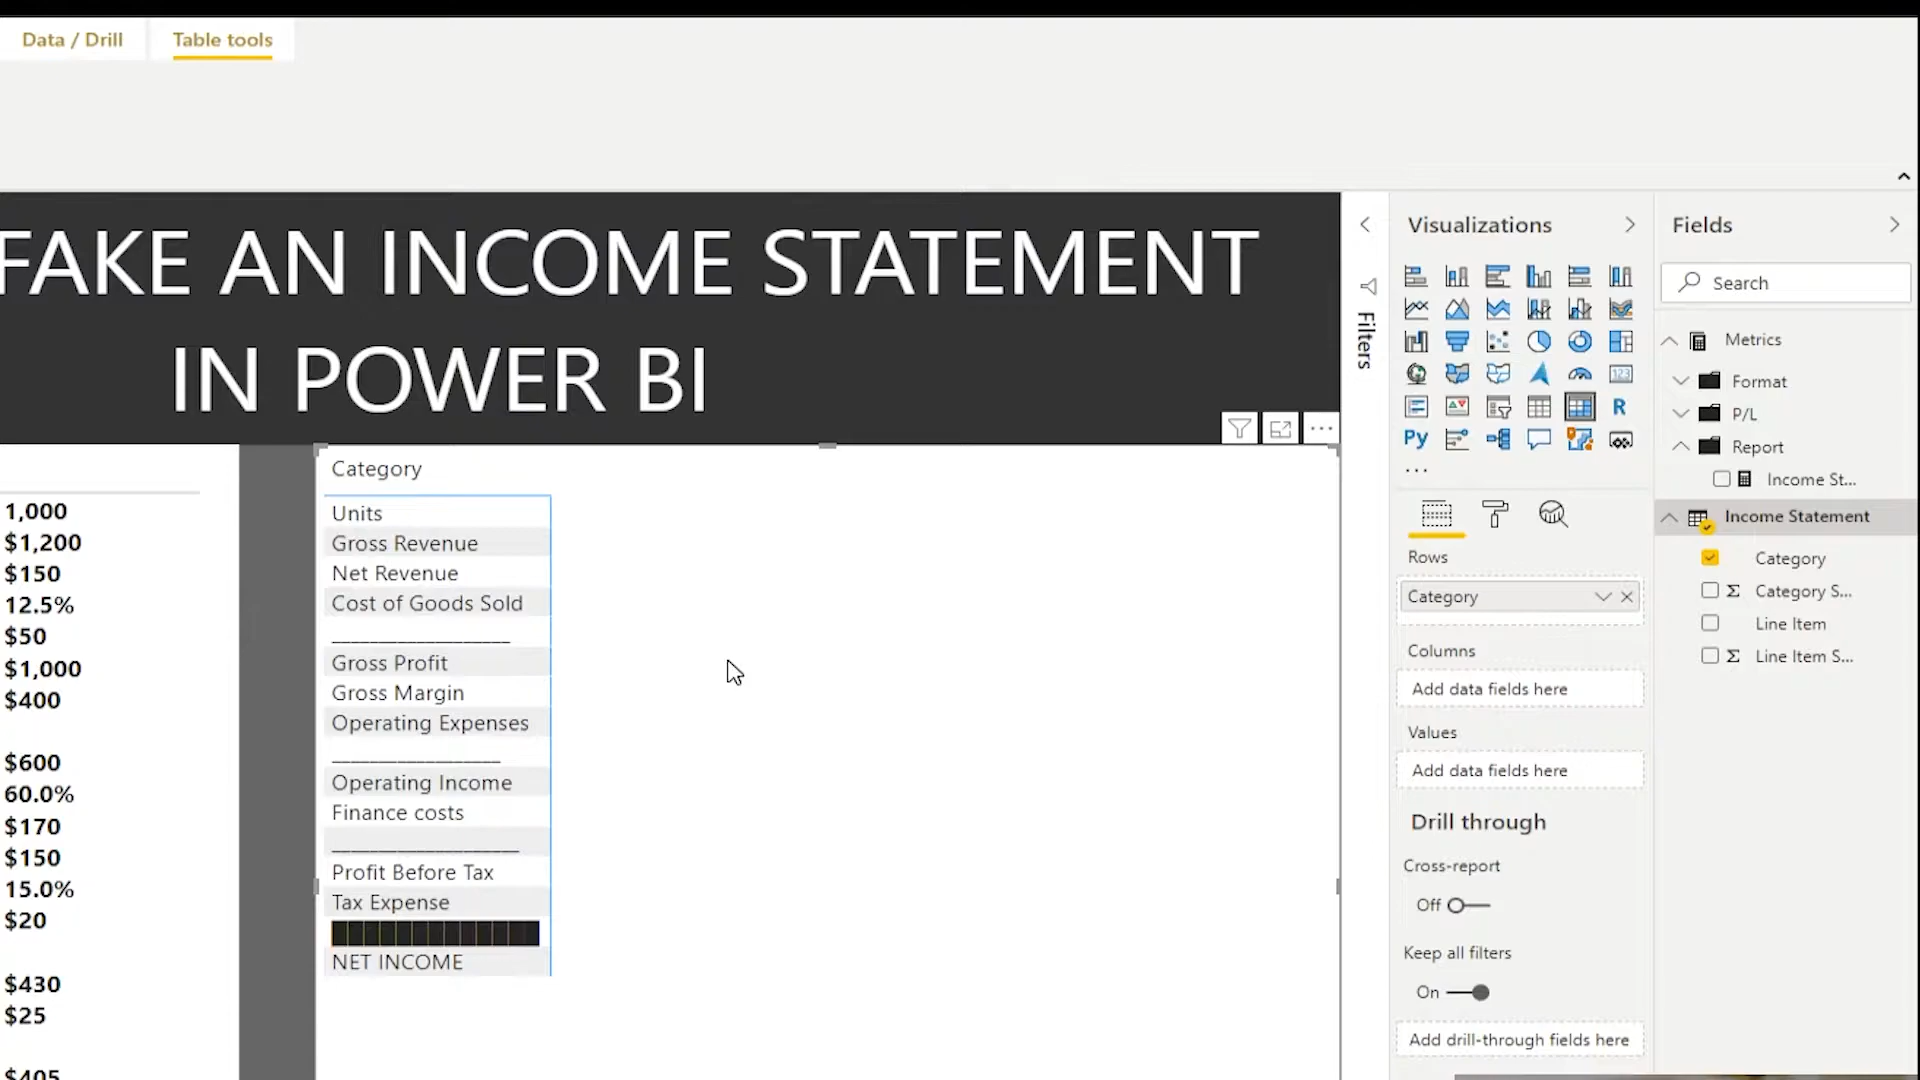 Data / Drill
Table tools
FAKE AN INCOME STATEMENT
IN POWER BI
1,000
$1,200
$150
12.5%
$50
$1,000
$400
$600
60.0%
$170
$150
15.0%
$20
$430
$25
$405
Category
Units
Gross Revenue
Net Revenue
Cost of Goods Sold
___________________
Gross Profit
Gross Margin
Operating Expenses
__________________
Operating Income
Finance costs
____________________
Profit Before Tax
Tax Expense
NET INCOME
Filters
Visualizations
123
R
Py
...
Rows
Category
Columns
Add data fields here
Values
Add data fields here
Drill through
Cross-report
Off
Keep all filters
On
Add drill-through fields here
Fields
Search
Metrics
Format
P/L
Report
Income St...
Income Statement
Category
Σ Category S...
Line Item
Σ Line Item S...